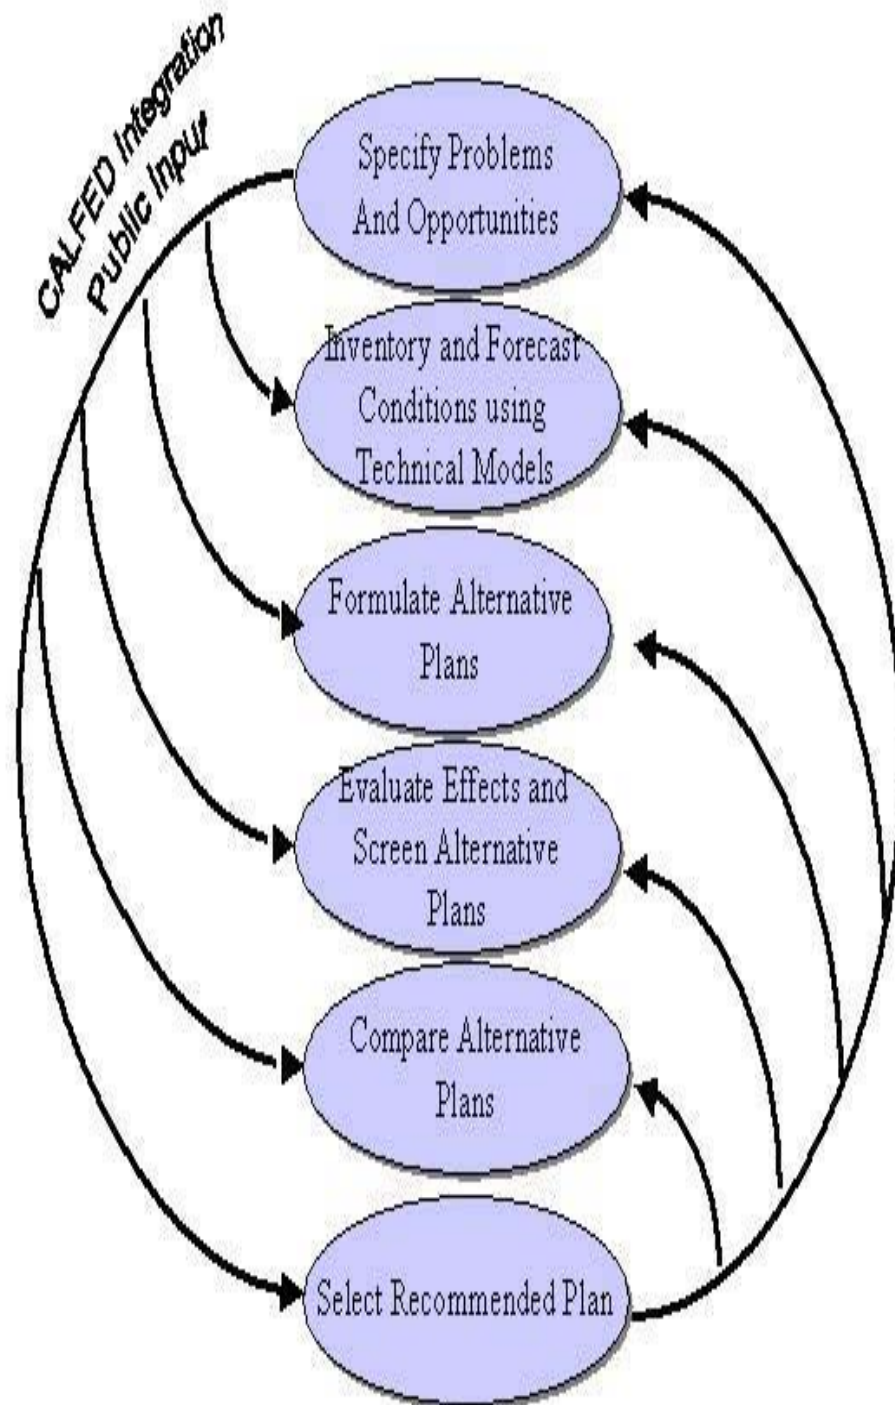 CALFED Integration
Public Input
Specify Problems
And Opportunities
Inventory and Forecast
Conditions using
Technical Models
Formulate Alternative
Plans
Evaluate Effects and
Screen Alternative
Plans
Compare Alternative
Plans
Select Recommended Plan